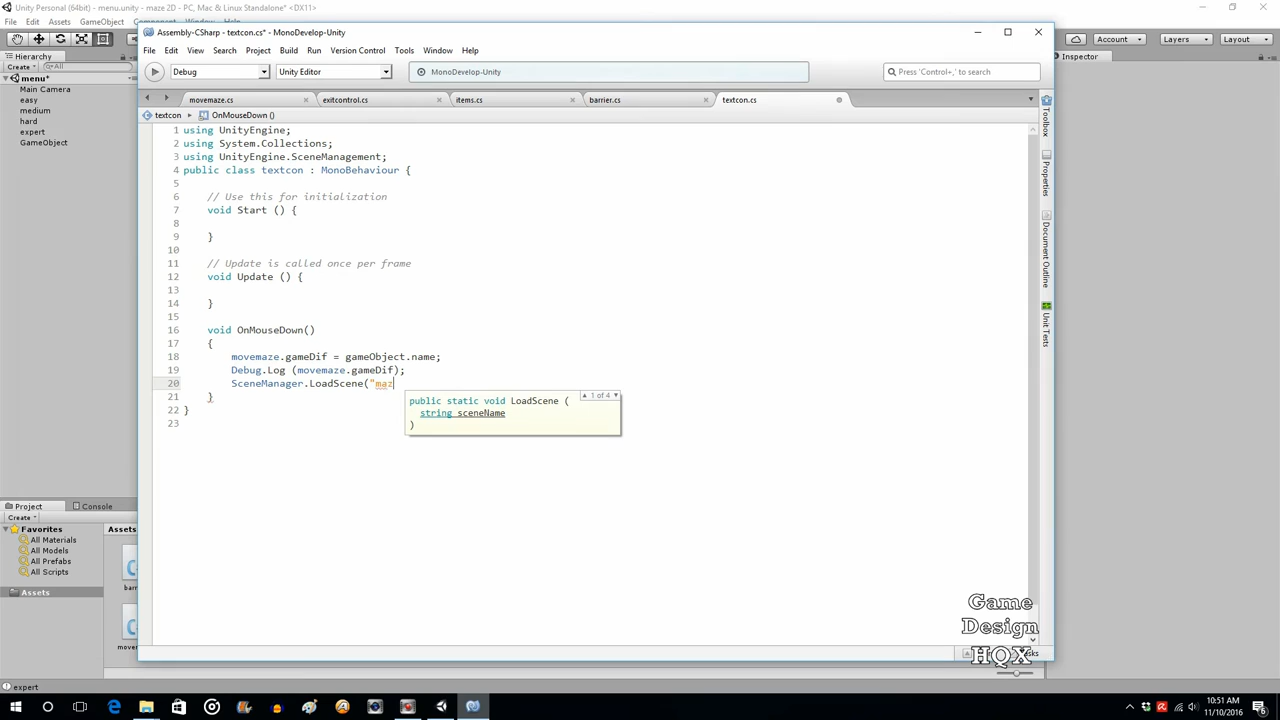 Unity Personal (64bit) - menu.unity - maze 2D - PC, Mac & Linux Standalone* <DX11>
File Edit Assets GameObject Component
Account Layers Layout
Hierarchy
Inspector
Create All
menu*
Main Camera
easy
medium
hard
expert
GameObject
Assembly-CSharp - textcon.cs* - MonoDevelop-Unity
File Edit View Search Project Build Run Version Control Tools Window Help
Debug Unity Editor MonoDevelop-Unity Press 'Control+,' to search
movemaze.cs exitcontrol.cs items.cs barrier.cs textcon.cs
textcon OnMouseDown ()
1 using UnityEngine;
2 using System.Collections;
3 using UnityEngine.SceneManagement;
4 public class textcon : MonoBehaviour {
5
6 // Use this for initialization
7 void Start () {
8
9 }
10
11 // Update is called once per frame
12 void Update () {
13
14 }
15
16 void OnMouseDown()
17 {
18 movemaze.gameDif = gameObject.name;
19 Debug.Log (movemaze.gameDif);
20 SceneManager.LoadScene("maz
21 }
22 }
23
1 of 4
public static void LoadScene (
string sceneName
)
Toolbox
Properties
Document Outline
Unit Tests
Project Console
Create
Favorites
All Materials
All Models
All Prefabs
All Scripts
Assets
Assets
barr
movem
Game
Design
HQX
expert
10:51 AM
11/10/2016
6